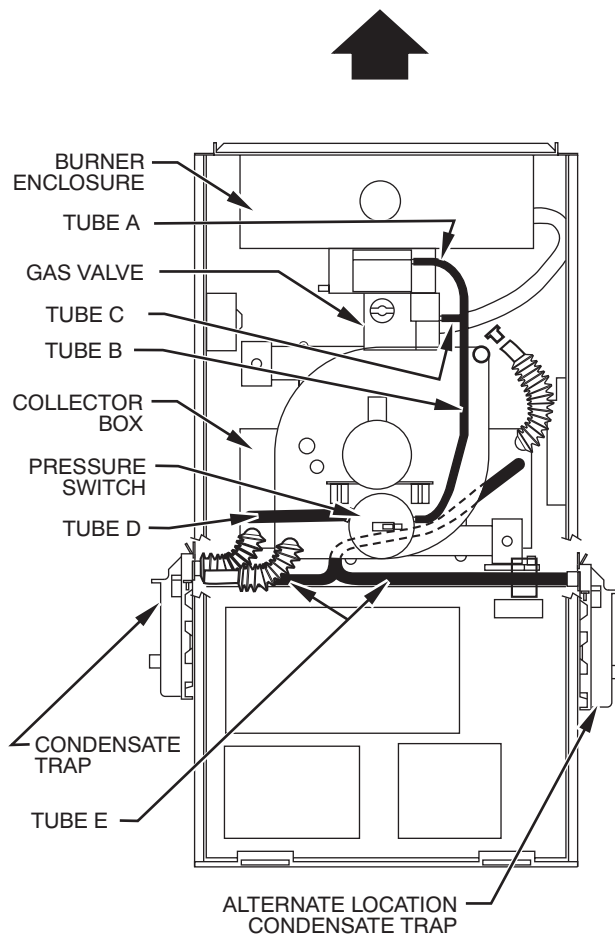 BURNER
ENCLOSURE
TUBE A
GAS VALVE
TUBE C
TUBE B
COLLECTOR
BOX
PRESSURE
SWITCH
TUBE D
CONDENSATE
TRAP
TUBE E
ALTERNATE LOCATION
CONDENSATE TRAP